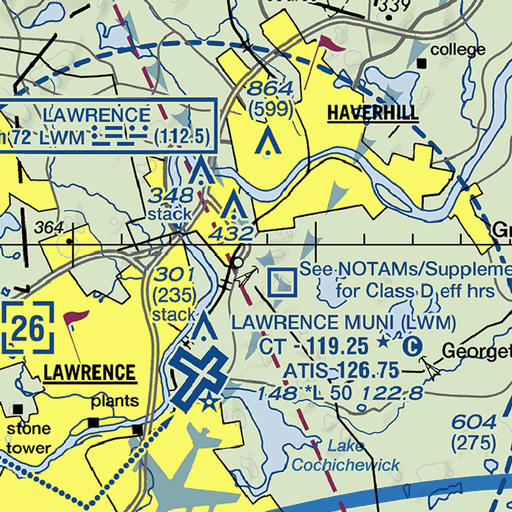 339
college
864
(599)
HAVERHILL
LAWRENCE
h 72 LWM (112.5)
348
stack
364
432
Gr
301
(235)
stack
See NOTAMs/Suppleme
for Class D eff hrs
26
LAWRENCE MUNI (LWM)
CT - 119.25 * C
Georget
ATIS 126.75
LAWRENCE
148 *L 50 122.8
plants
stone
tower
604
(275)
Lake
Cochichewick